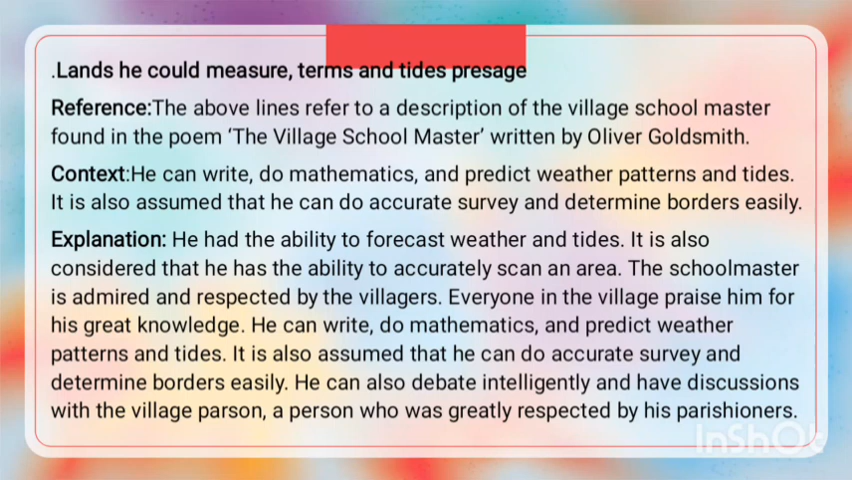 .Lands he could measure, terms and tides presage
Reference:The above lines refer to a description of the village school master
found in the poem ‘The Village School Master’ written by Oliver Goldsmith.
Context:He can write, do mathematics, and predict weather patterns and tides.
It is also assumed that he can do accurate survey and determine borders easily.
Explanation: He had the ability to forecast weather and tides. It is also
considered that he has the ability to accurately scan an area. The schoolmaster
is admired and respected by the villagers. Everyone in the village praise him for
his great knowledge. He can write, do mathematics, and predict weather
patterns and tides. It is also assumed that he can do accurate survey and
determine borders easily. He can also debate intelligently and have discussions
with the village parson, a person who was greatly respected by his parishioners.
InShOt